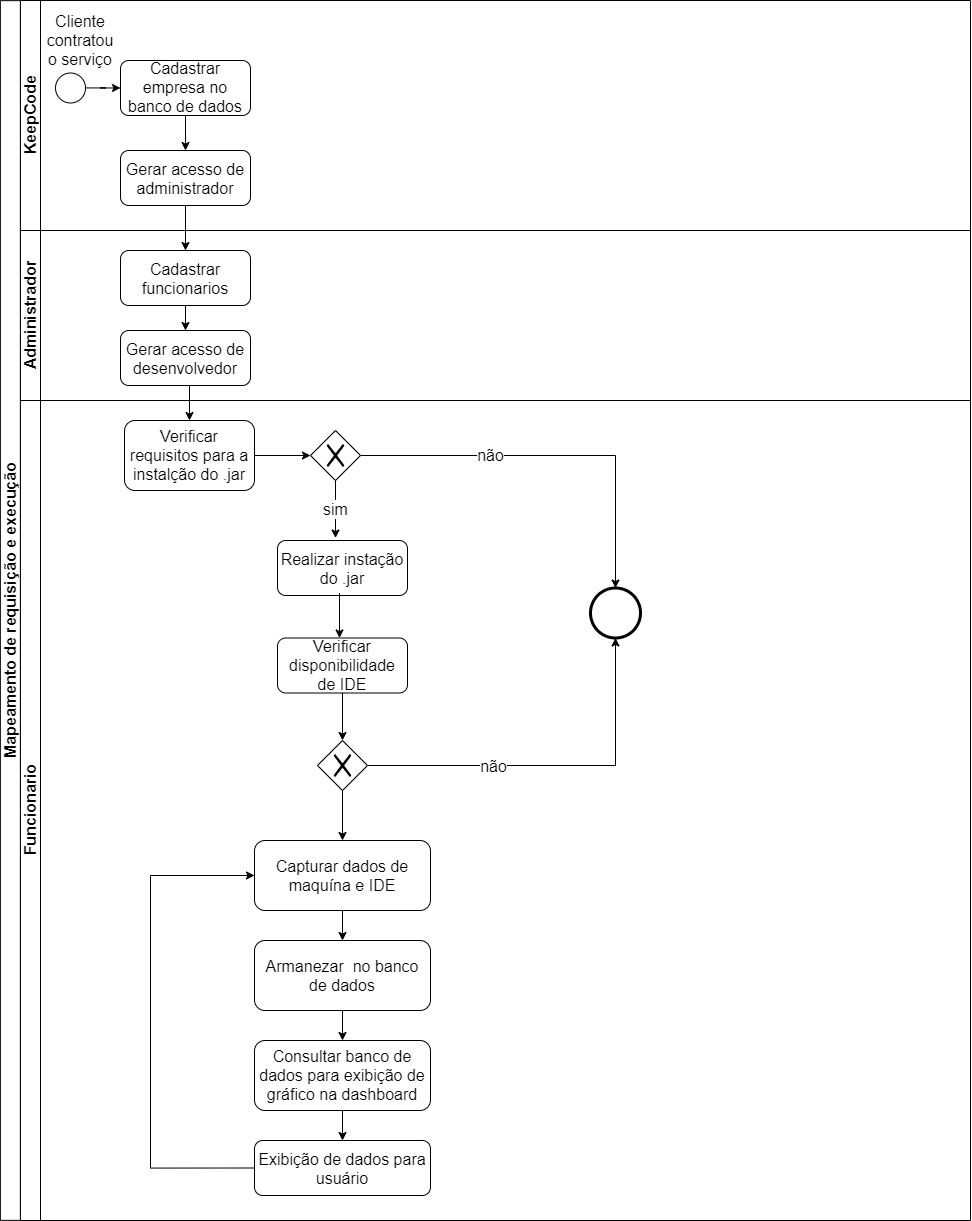 Mapeamento de requisição e execução
KeepCode
Cliente
contratou
o serviço
Cadastrar
empresa no
banco de dados
Gerar acesso de
administrador
Administrador
Cadastrar
funcionarios
Gerar acesso de
desenvolvedor
Funcionario
Verificar
requisitos para a
instalção do .jar
não
sim
Realizar instação
do .jar
Verificar
disponibilidade
de IDE
não
Capturar dados de
maquína e IDE
Armanezar  no banco
de dados
Consultar banco de
dados para exibição de
gráfico na dashboard
Exibição de dados para
usuário